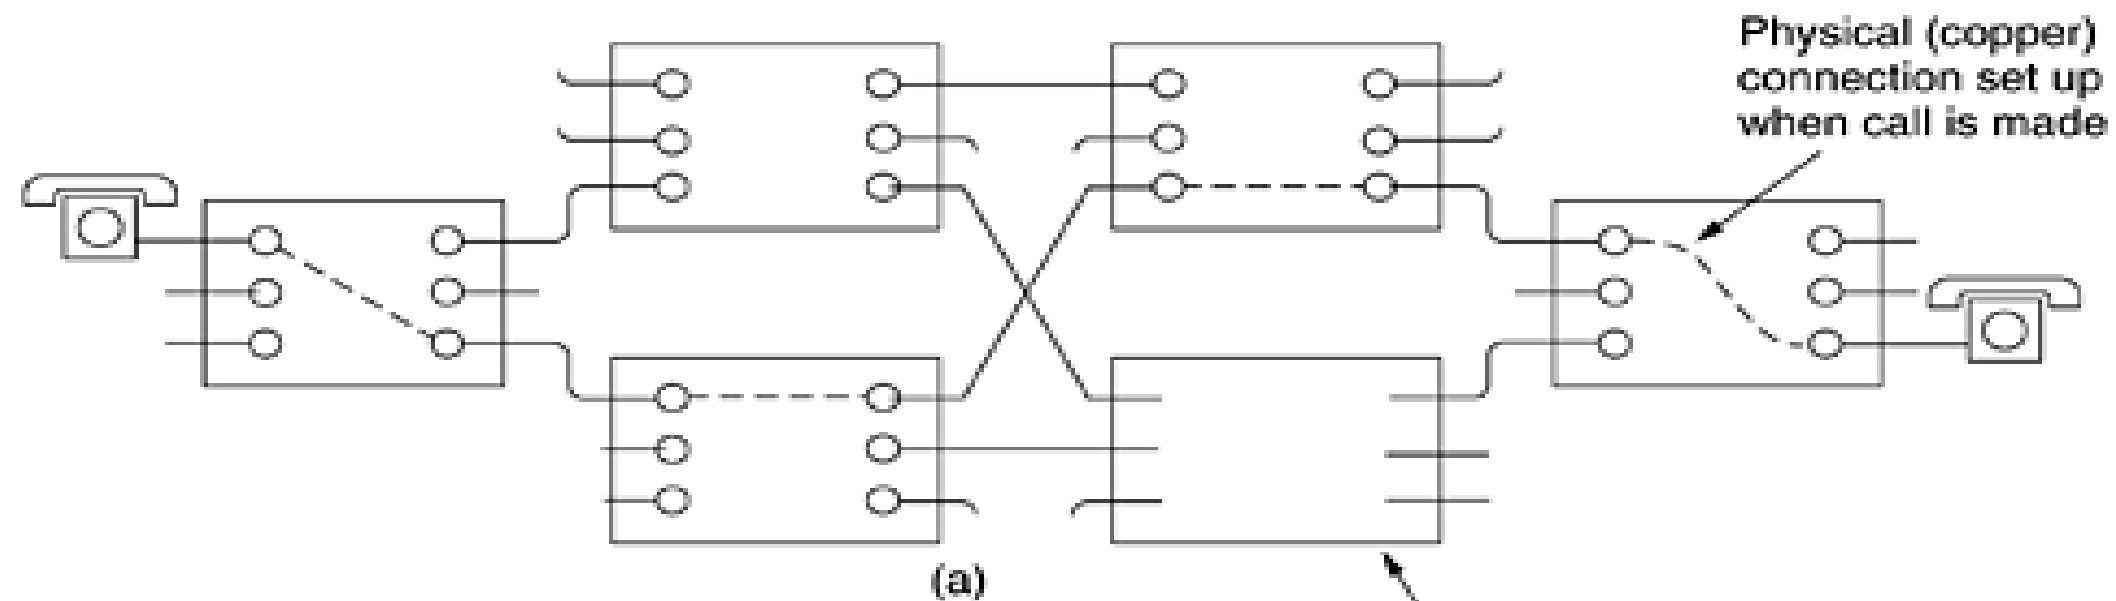 Physical (copper)
connection set up
when call is made
(a)